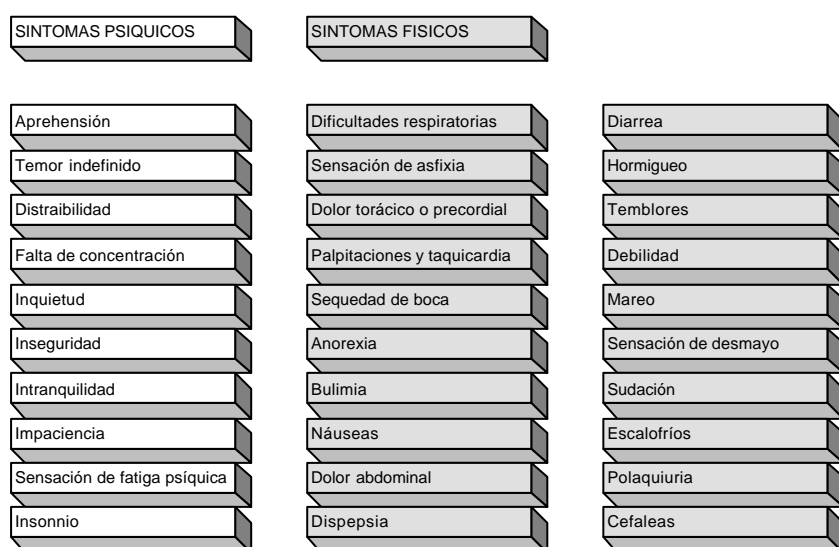 SINTOMAS PSIQUICOS
SINTOMAS FISICOS
Aprehensión
Temor indefinido
Distraibilidad
Falta de concentración
Inquietud
Inseguridad
Intranquilidad
Impaciencia
Sensación de fatiga psíquica
Insonnio
Dificultades respiratorias
Sensación de asfixia
Dolor torácico o precordial
Palpitaciones y taquicardia
Sequedad de boca
Anorexia
Bulimia
Náuseas
Dolor abdominal
Dispepsia
Diarrea
Hormigueo
Temblores
Debilidad
Mareo
Sensación de desmayo
Sudación
Escalofríos
Polaquiuria
Cefaleas